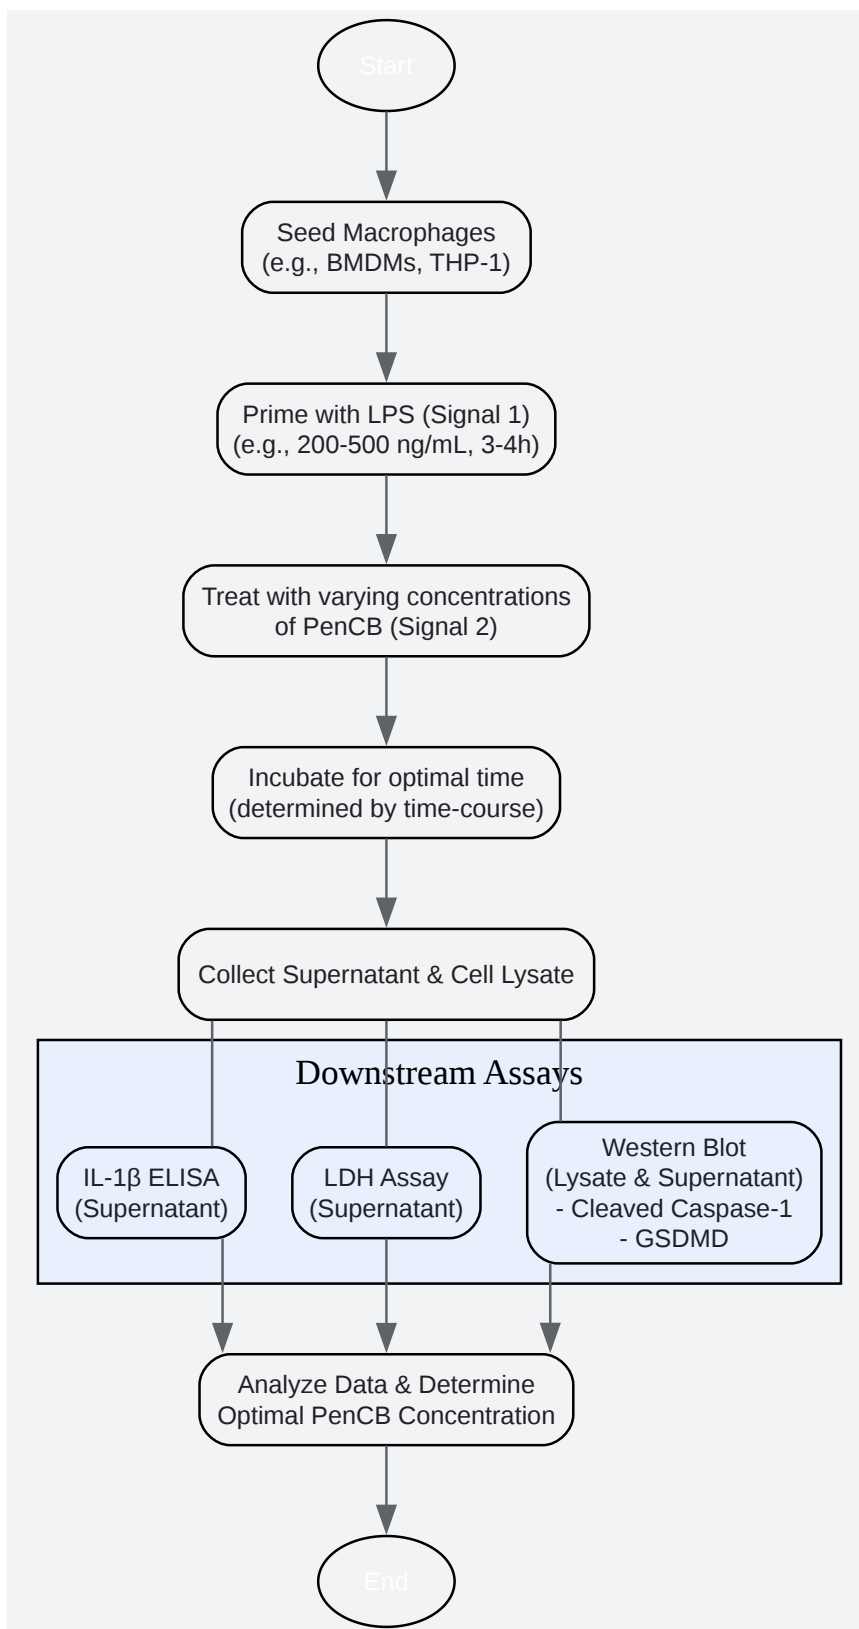 Start
Seed Macrophages
(e.g., BMDMs, THP-1)
Prime with LPS (Signal 1)
(e.g., 200-500 ng/mL, 3-4h)
Treat with varying concentrations
of PenCB (Signal 2)
Incubate for optimal time
(determined by time-course)
Collect Supernatant & Cell Lysate
Downstream Assays
IL-1β ELISA
(Supernatant)
LDH Assay
(Supernatant)
Western Blot
(Lysate & Supernatant)
- Cleaved Caspase-1
- GSDMD
Analyze Data & Determine
Optimal PenCB Concentration
End